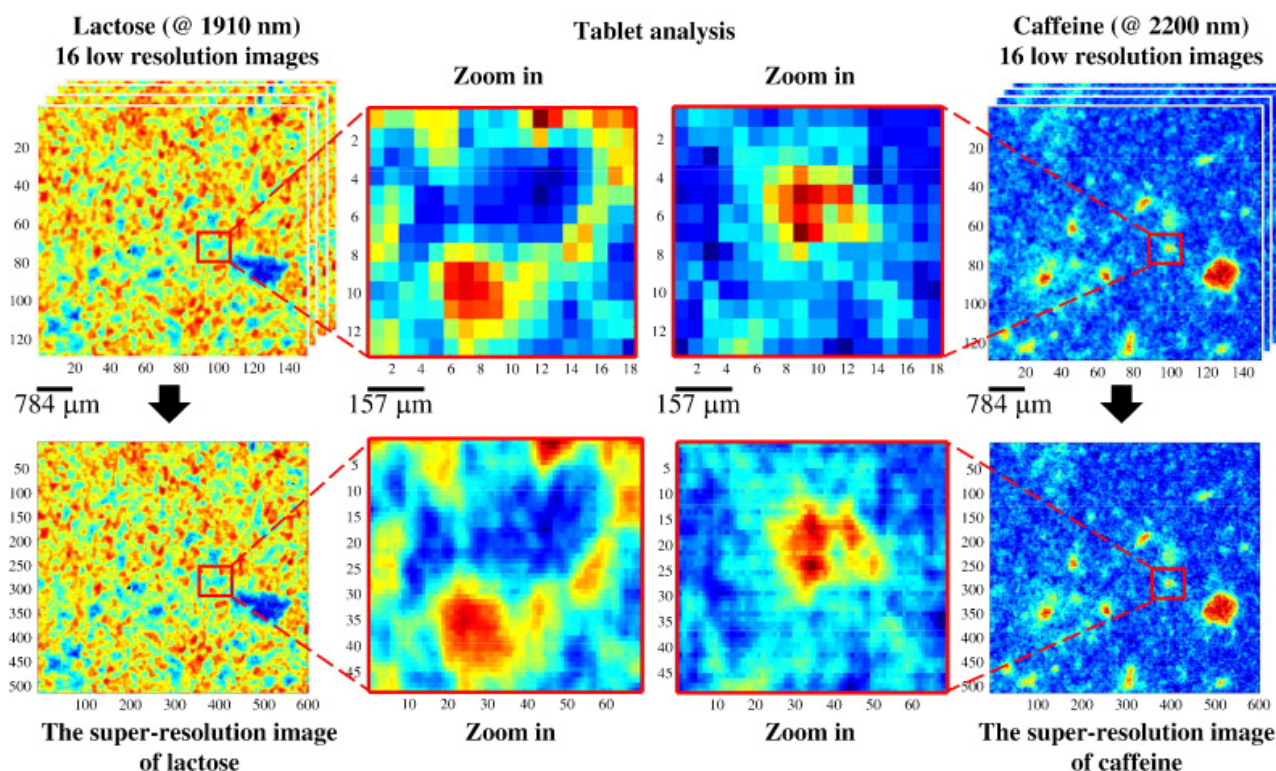 Lactose (@ 1910 nm)
16 low resolution images
Tablet analysis
Caffeine (@ 2200 nm)
16 low resolution images
Zoom in
Zoom in
20
40
60
80
100
120
20 40 60 80 100 120 140
2
4
6
8
10
12
2 4 6 8 10 12 14 16 18
2
4
6
8
10
12
2 4 6 8 10 12 14 16 18
20
40
60
80
100
120
20 40 60 80 100 120 140
784 μm
157 μm
157 μm
784 μm
50
100
150
200
250
300
350
400
450
500
100 200 300 400 500 600
5
10
15
20
25
30
35
40
45
10 20 30 40 50 60
5
10
15
20
25
30
35
40
45
10 20 30 40 50 60
50
100
150
200
250
300
350
400
450
500
100 200 300 400 500 600
The super-resolution image
of lactose
Zoom in
Zoom in
The super-resolution image
of caffeine